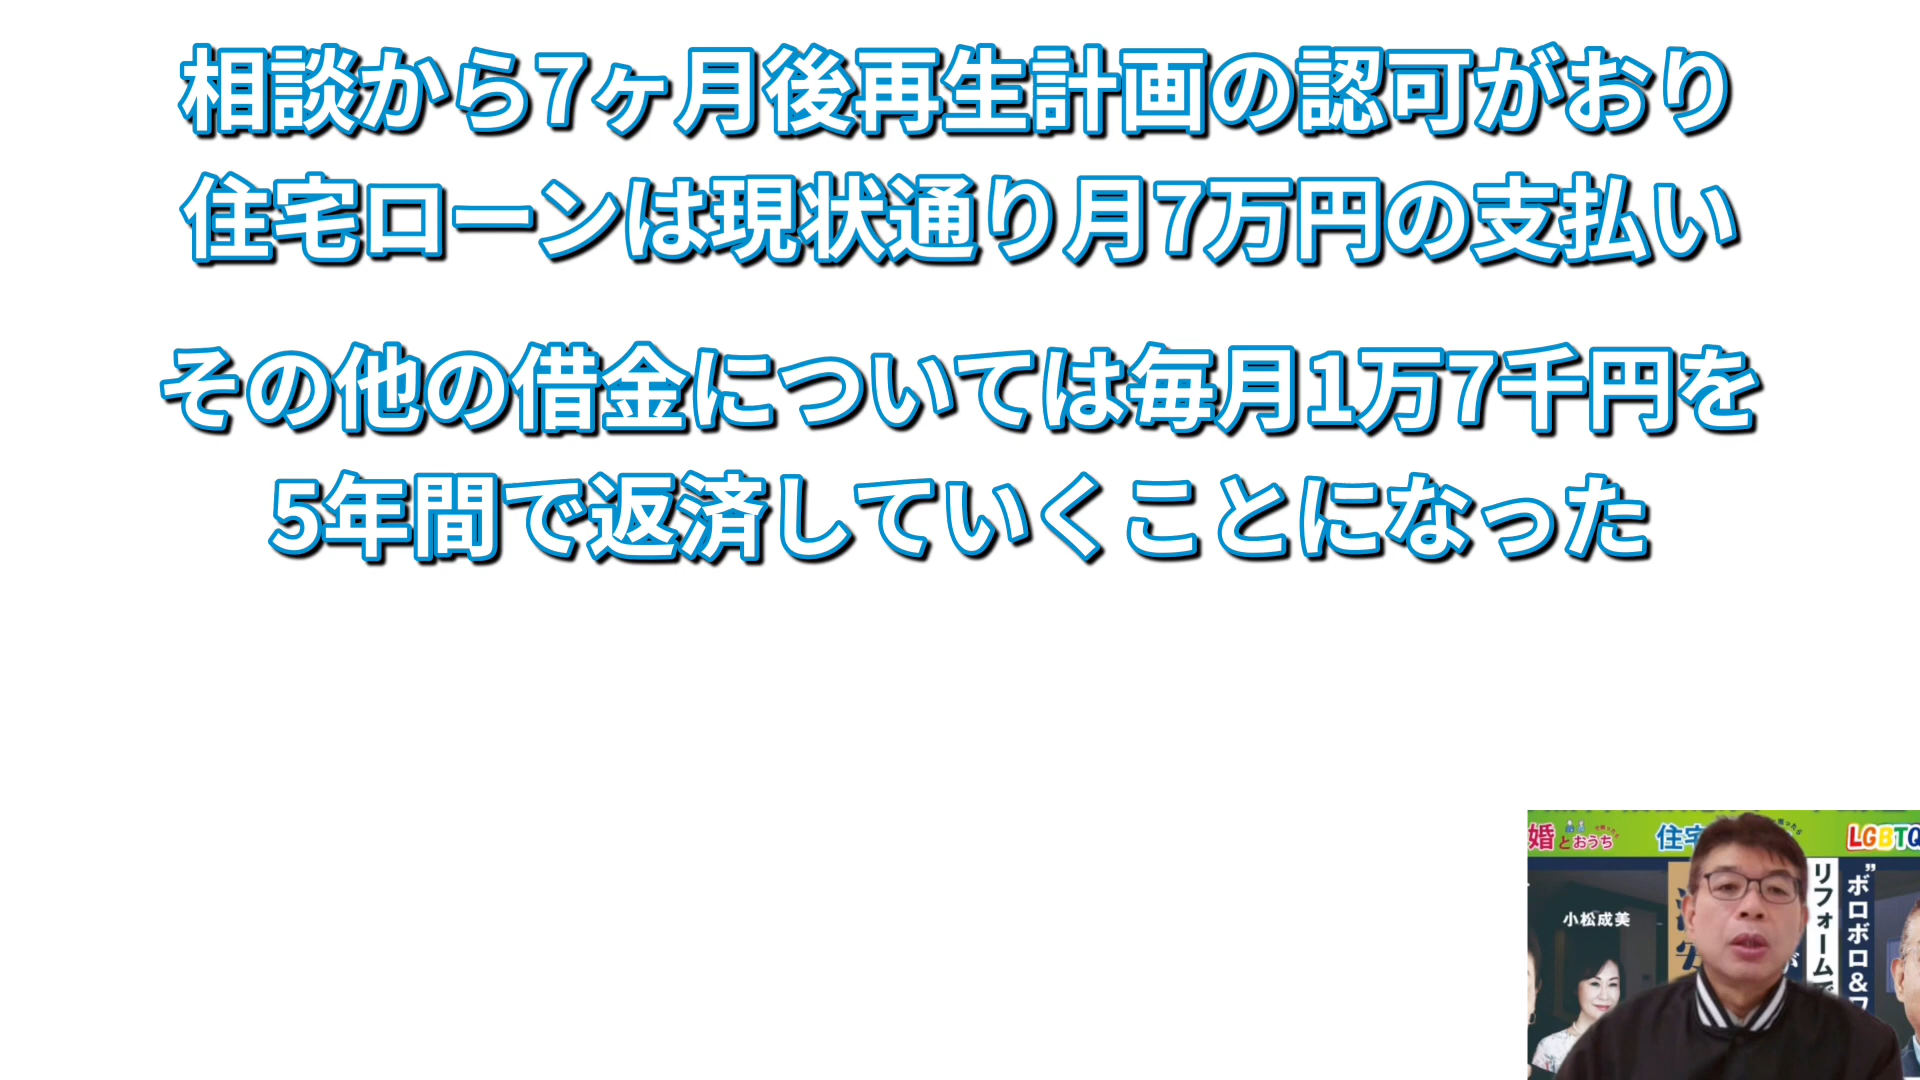 相談から7ヶ月後再生計画の認可がおり
住宅ローンは現状通り月7万円の支払い
その他の借金については毎月1万7千円を
5年間で返済していくことになった
婚とおうち
住宅
LGBTQ
小松成美
リフォームで
”ボロボロ&